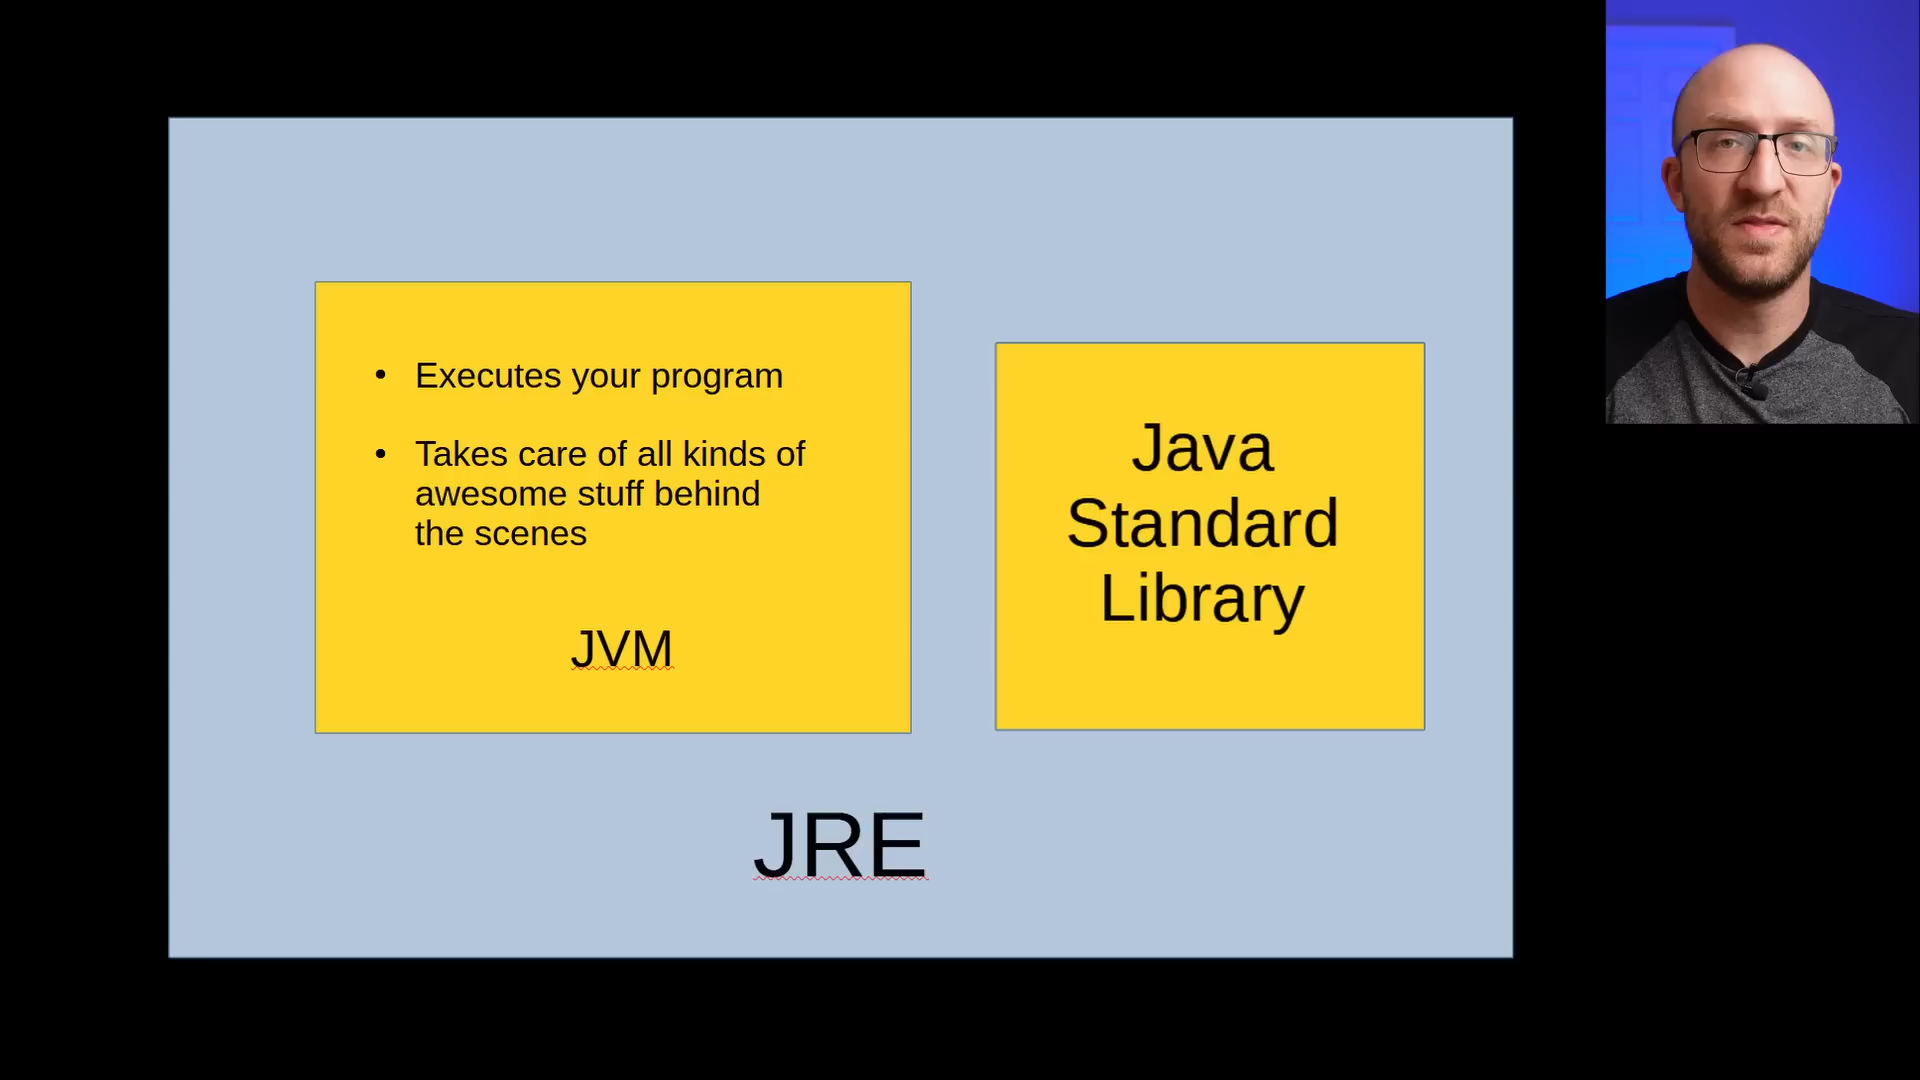 • Executes your program
• Takes care of all kinds of
awesome stuff behind
the scenes
JVM
Java
Standard
Library
JRE